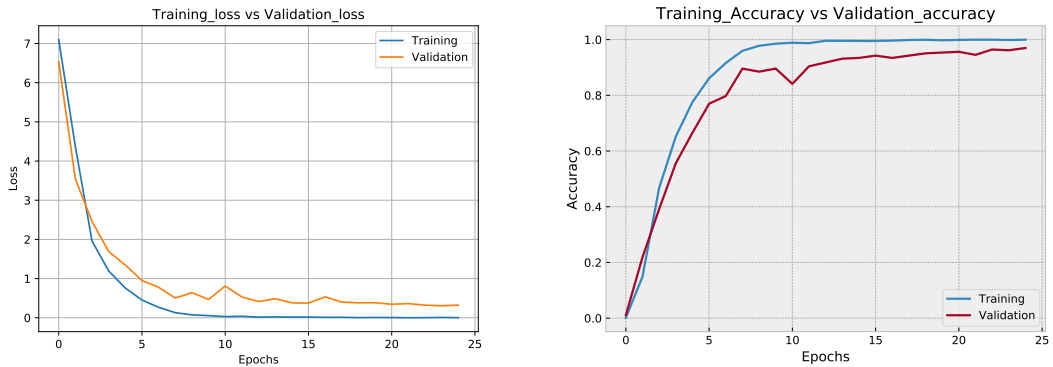 Training_loss vs Validation_loss
7
6
5
4
3
2
1
0
Loss
0 5 10 15 20 25
Epochs
Training
Validation
Training_Accuracy vs Validation_accuracy
1.0
0.8
0.6
0.4
0.2
0.0
Accuracy
0 5 10 15 20 25
Epochs
Training
Validation